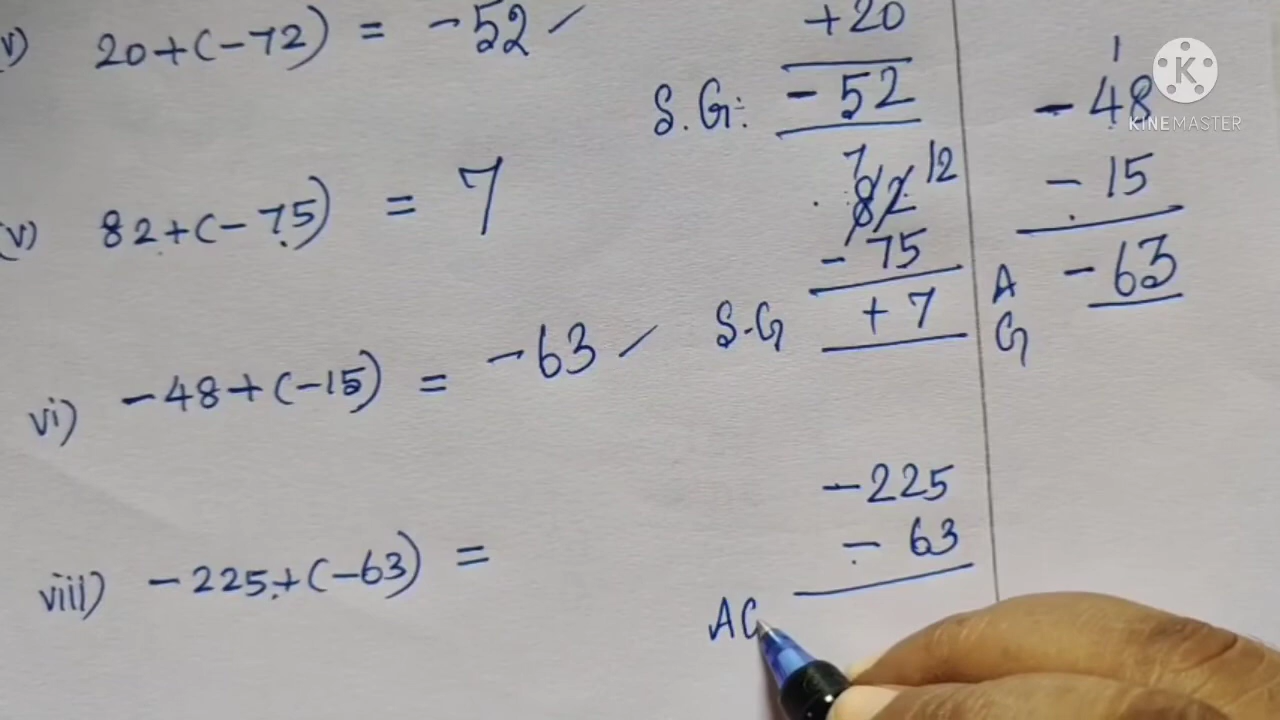 v) 20+(-72) = -52
+20
S.G: -52
(v) 82+(-75) = 7
7 12
82
- 75
S.G +7
1
-48
- 15
A G -63
vi) -48+(-15) = -63
viii) -225+(-63) =
-225
- 63
AG
K
KINEMASTER